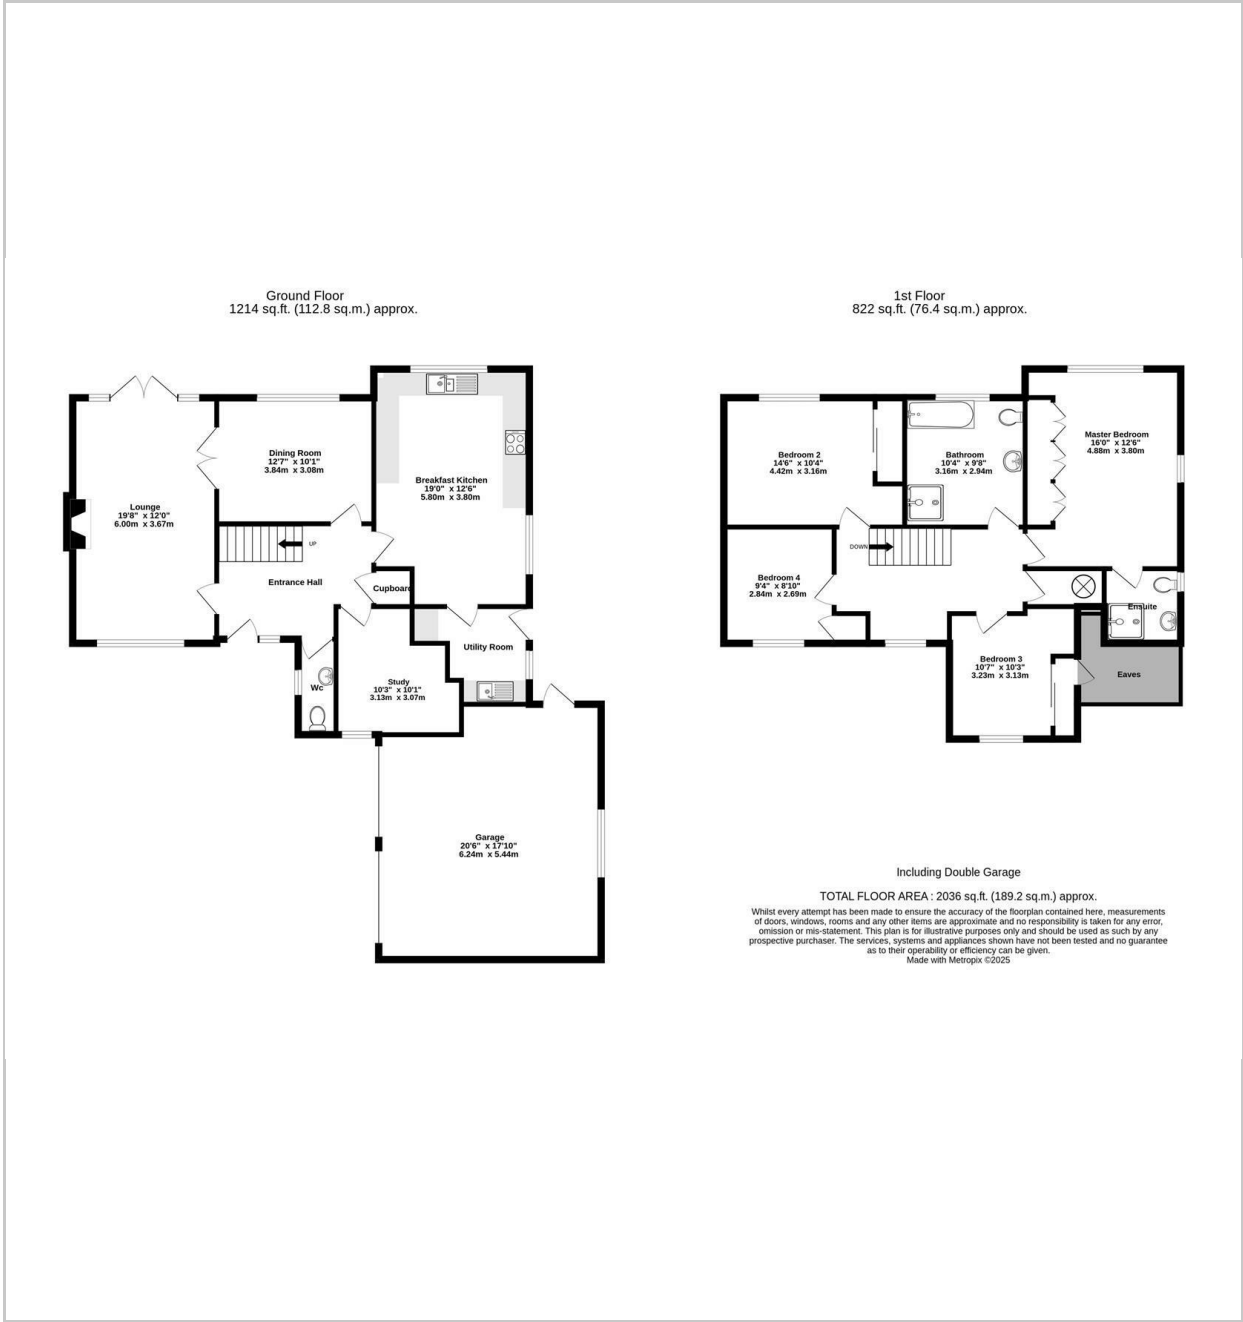 Ground Floor
1214 sq.ft. (112.8 sq.m.) approx.
Lounge
19'8" x 12'0"
6.00m x 3.67m
Dining Room
12'7" x 10'1"
3.84m x 3.08m
Breakfast Kitchen
19'0" x 12'6"
5.80m x 3.80m
UP
Entrance Hall
Cupboard
Utility Room
Wc
Study
10'3" x 10'1"
3.13m x 3.07m
Garage
20'6" x 17'10"
6.24m x 5.44m
1st Floor
822 sq.ft. (76.4 sq.m.) approx.
Bedroom 2
14'6" x 10'4"
4.42m x 3.16m
Bathroom
10'4" x 9'8"
3.16m x 2.94m
Master Bedroom
16'0" x 12'6"
4.88m x 3.80m
DOWN
Bedroom 4
9'4" x 8'10"
2.84m x 2.69m
Ensuite
Bedroom 3
10'7" x 10'3"
3.23m x 3.13m
Eaves
Including Double Garage
TOTAL FLOOR AREA : 2036 sq.ft. (189.2 sq.m.) approx.
Whilst every attempt has been made to ensure the accuracy of the floorplan contained here, measurements
of doors, windows, rooms and any other items are approximate and no responsibility is taken for any error,
omission or mis-statement. This plan is for illustrative purposes only and should be used as such by any
prospective purchaser. The services, systems and appliances shown have not been tested and no guarantee
as to their operability or efficiency can be given.
Made with Metropix ©2025